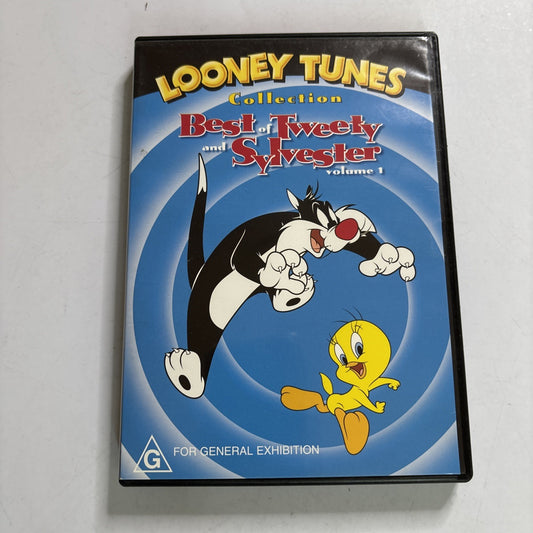 LOONEY TUNES
Collection
Best of Tweety
and Sylvester
volume 1
G FOR GENERAL EXHIBITION